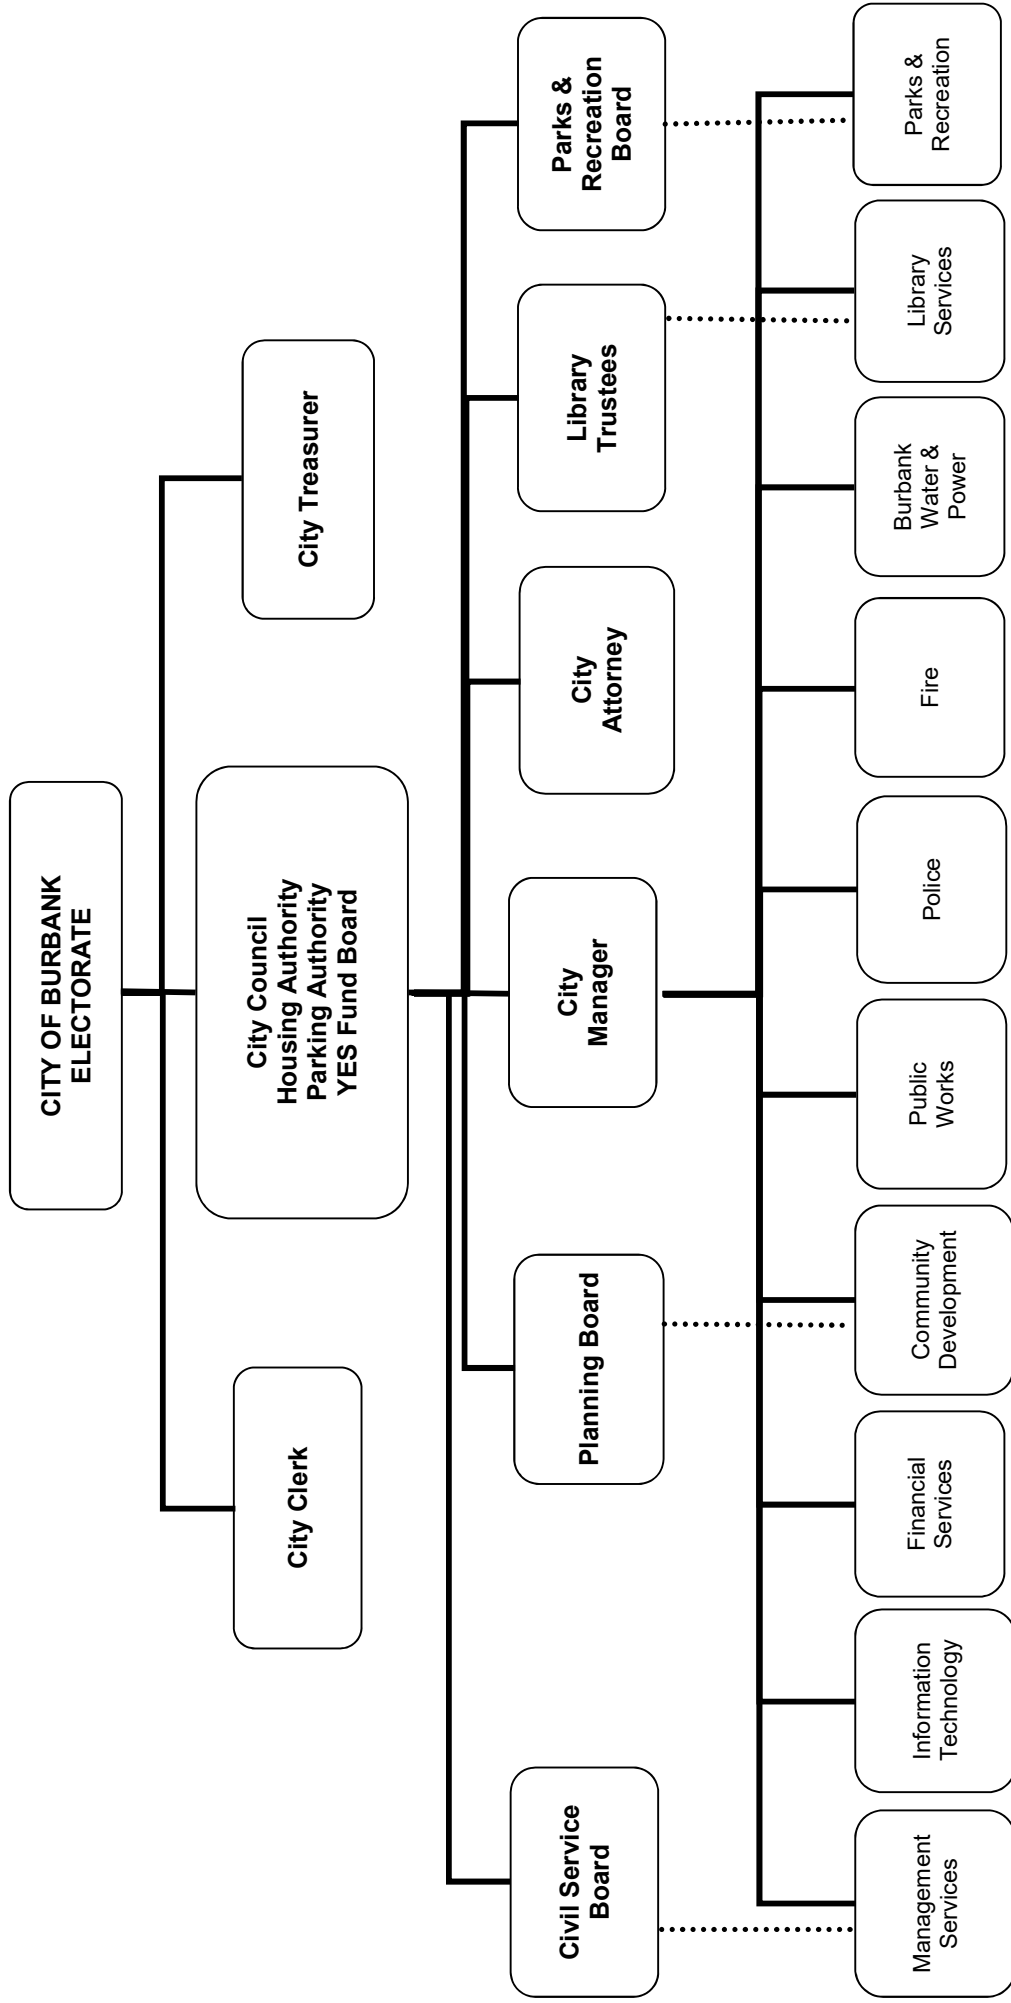 CITY OF BURBANK
ELECTORATE
City Clerk
City Council
Housing Authority
Parking Authority
YES Fund Board
City Treasurer
Civil Service
Board
Planning Board
City
Manager
City
Attorney
Library
Trustees
Parks &
Recreation
Board
Management
Services
Information
Technology
Financial
Services
Community
Development
Public
Works
Police
Fire
Burbank
Water &
Power
Library
Services
Parks &
Recreation